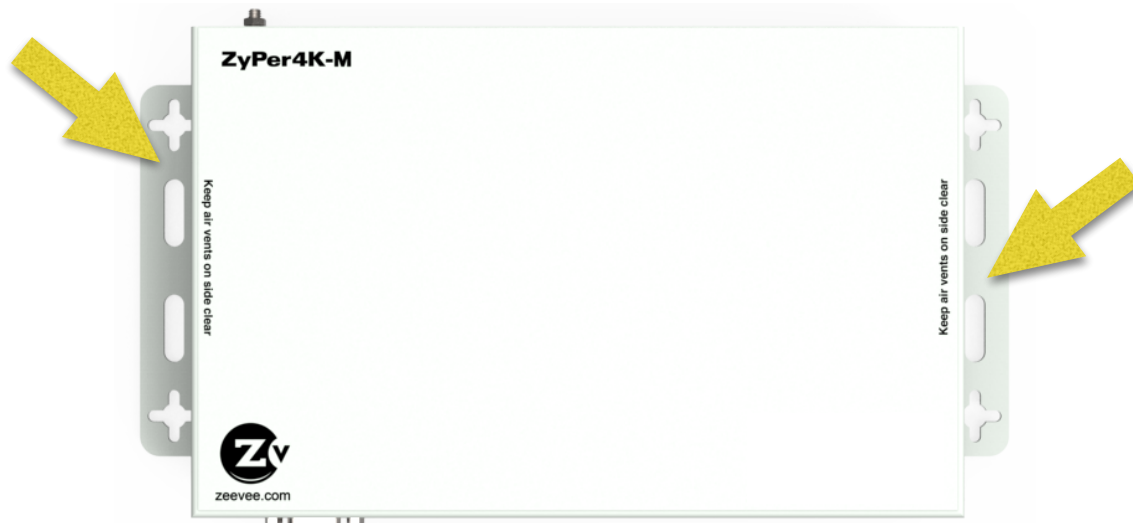 ZyPer4K-M
Keep air vents on side clear
Keep air vents on side clear
Zv
zeevee.com